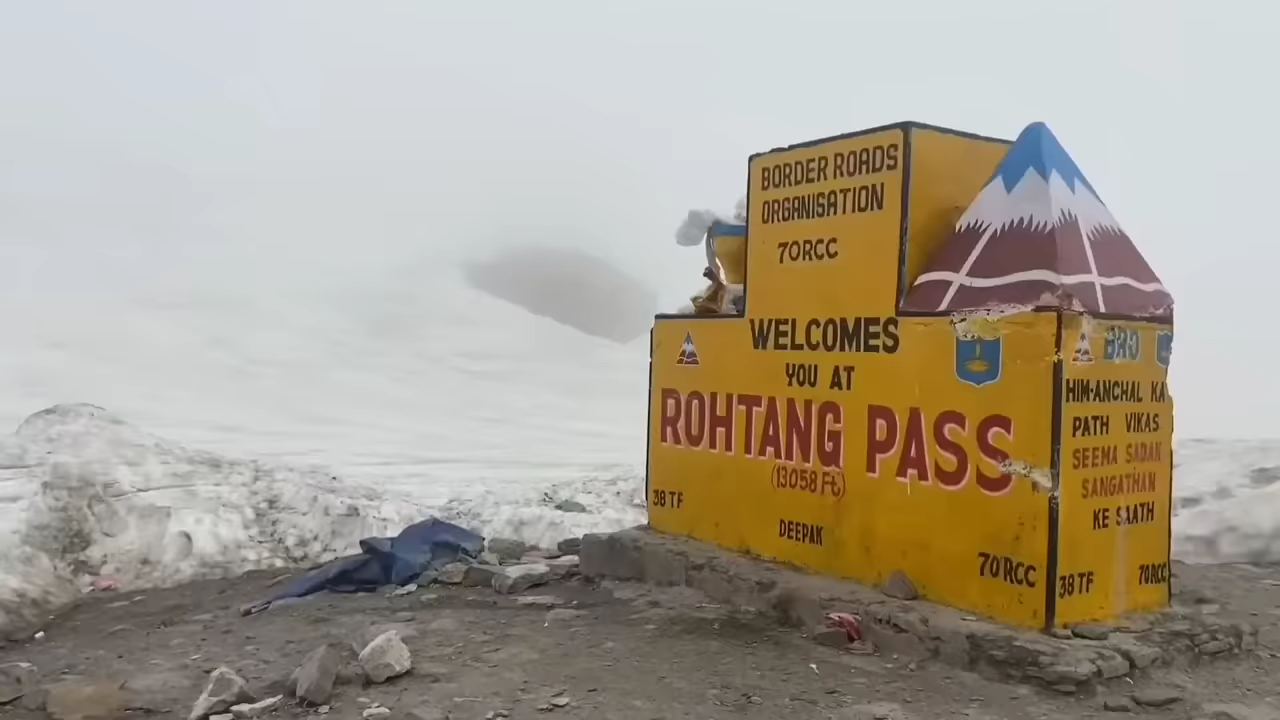 BORDER ROADS
ORGANISATION
70RCC
WELCOMES
YOU AT
ROHTANG PASS
(13058 Ft)
38 TF
DEEPAK
70 RCC
BRO
HIM-ANCHAL KA
PATH VIKAS
SEEMA SADAK
SANGATHAN
KE SAATH
38 TF
70RCC